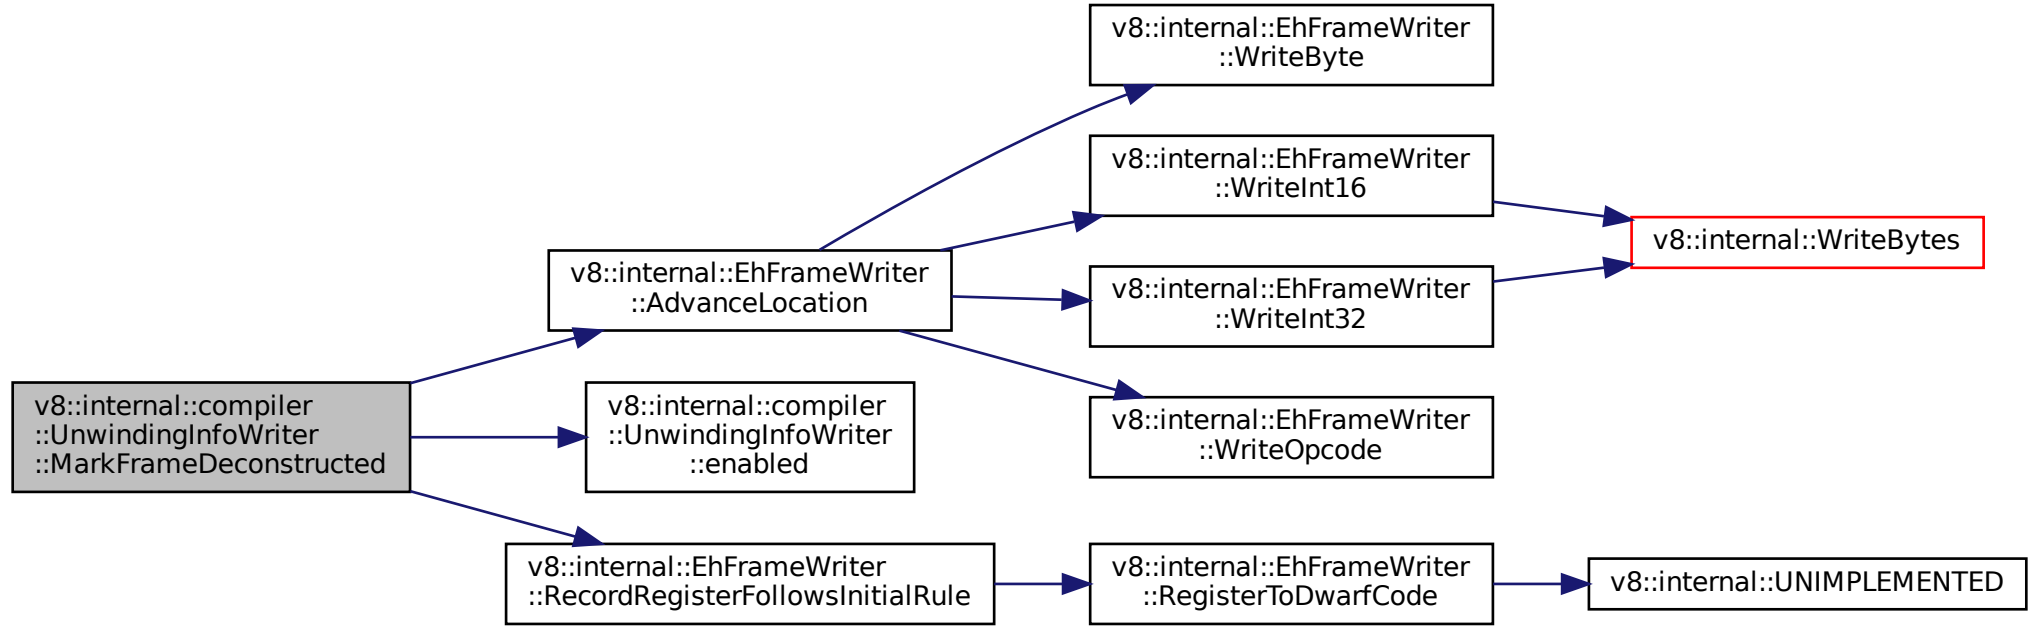 v8::internal::compiler
::UnwindingInfoWriter
::MarkFrameDeconstructed
v8::internal::EhFrameWriter
::AdvanceLocation
v8::internal::EhFrameWriter
::WriteByte
v8::internal::EhFrameWriter
::WriteInt16
v8::internal::EhFrameWriter
::WriteInt32
v8::internal::WriteBytes
v8::internal::EhFrameWriter
::WriteOpcode
v8::internal::compiler
::UnwindingInfoWriter
::enabled
v8::internal::EhFrameWriter
::RecordRegisterFollowsInitialRule
v8::internal::EhFrameWriter
::RegisterToDwarfCode
v8::internal::UNIMPLEMENTED